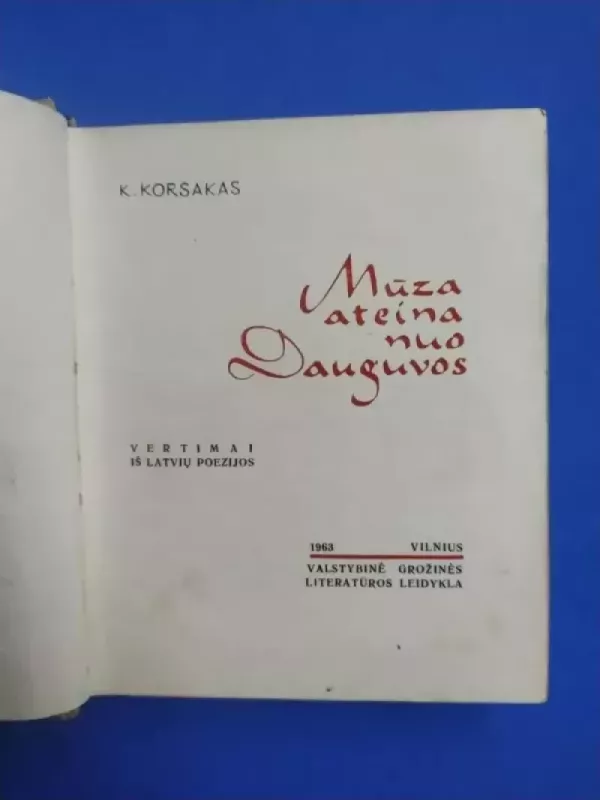 K. KORSAKAS
Mūza
ateina
nuo
Dauguvos
VERTIMAI
IŠ LATVIŲ POEZIJOS
1963 VILNIUS
VALSTYBINĖ GROŽINĖS
LITERATŪROS LEIDYKLA